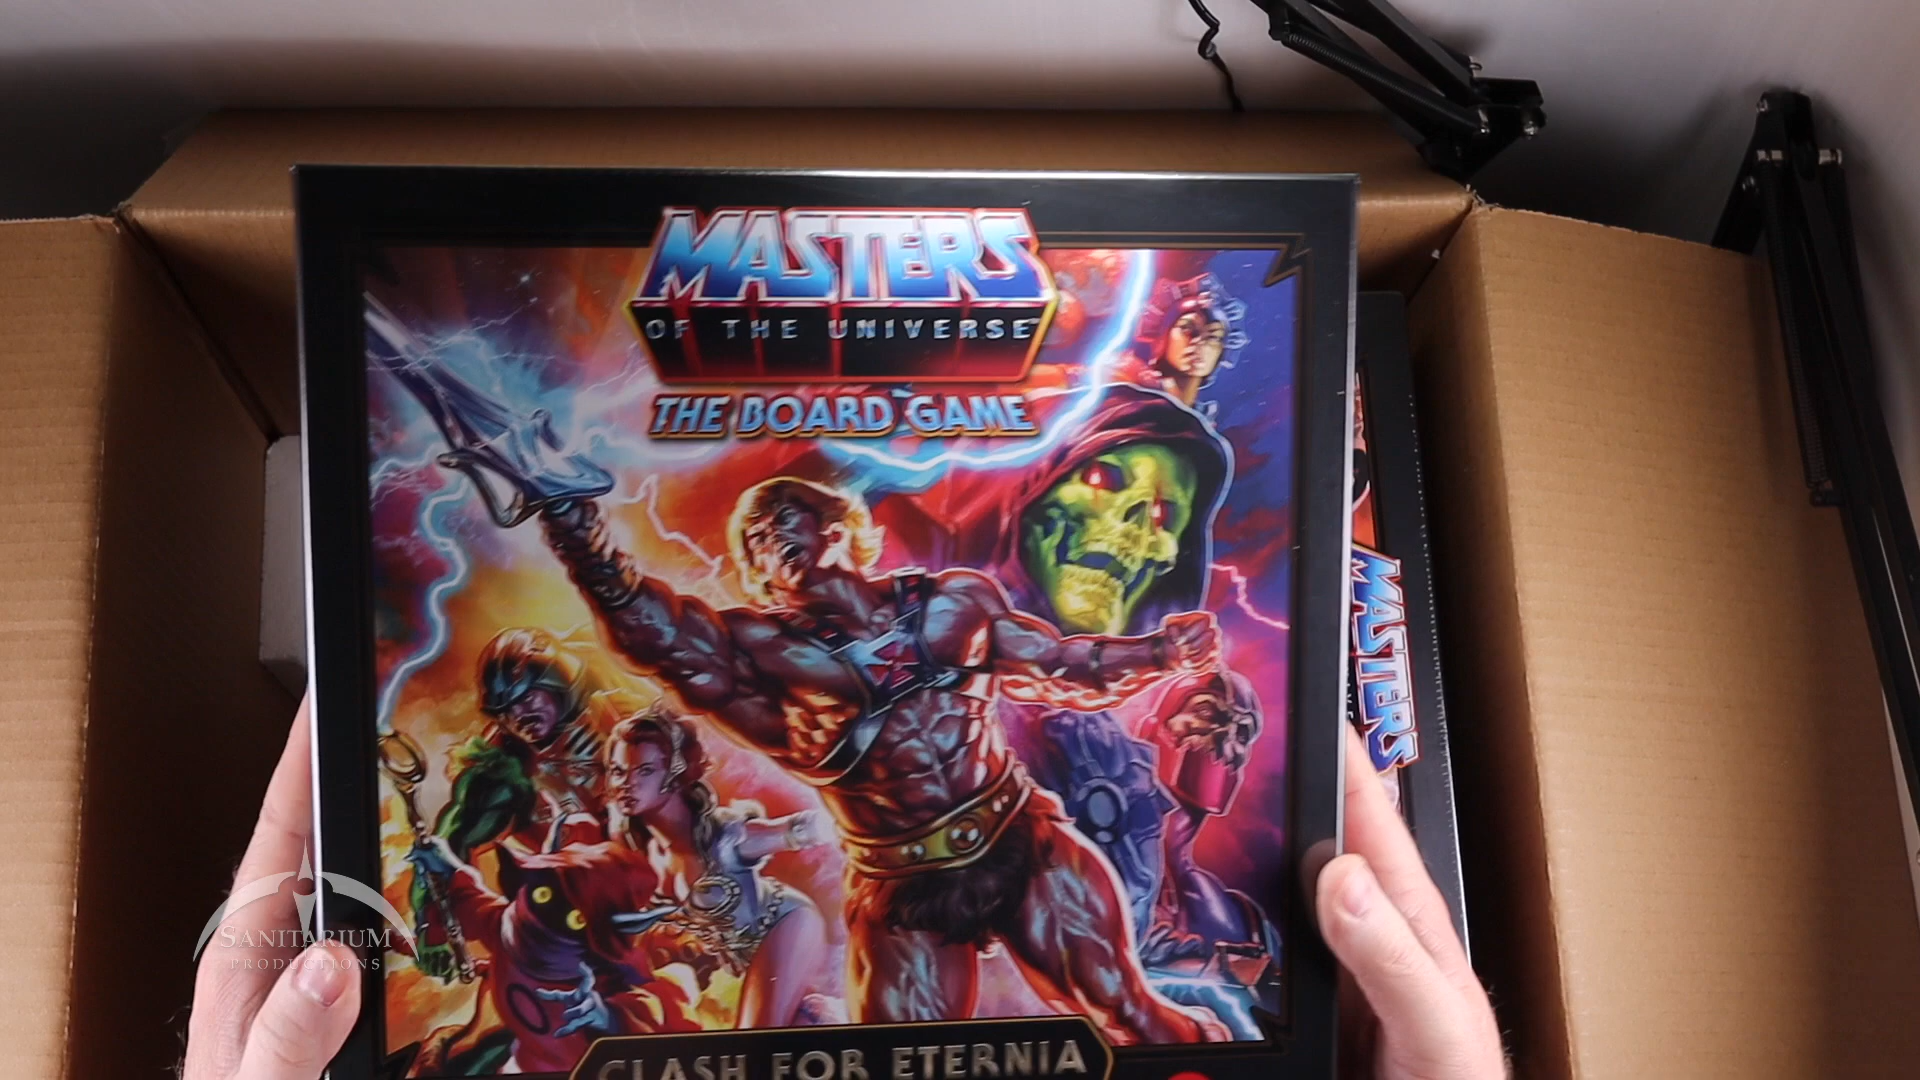 MASTERS
OF THE UNIVERSE
THE BOARD GAME
MASTERS
CLASH FOR ETERNIA
SANITARIUM
PRODUCTIONS